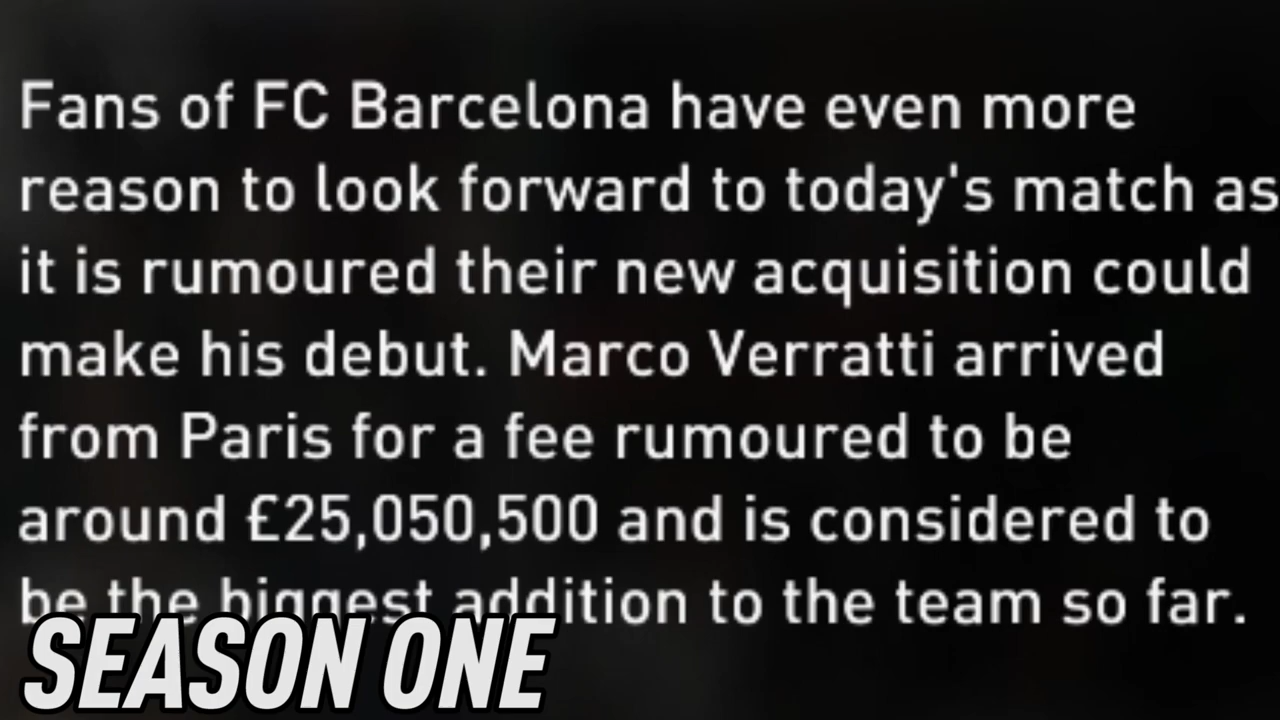 Fans of FC Barcelona have even more
reason to look forward to today's match as
it is rumoured their new acquisition could
make his debut. Marco Verratti arrived
from Paris for a fee rumoured to be
around £25,050,500 and is considered to
be the biggest addition to the team so far.
SEASON ONE